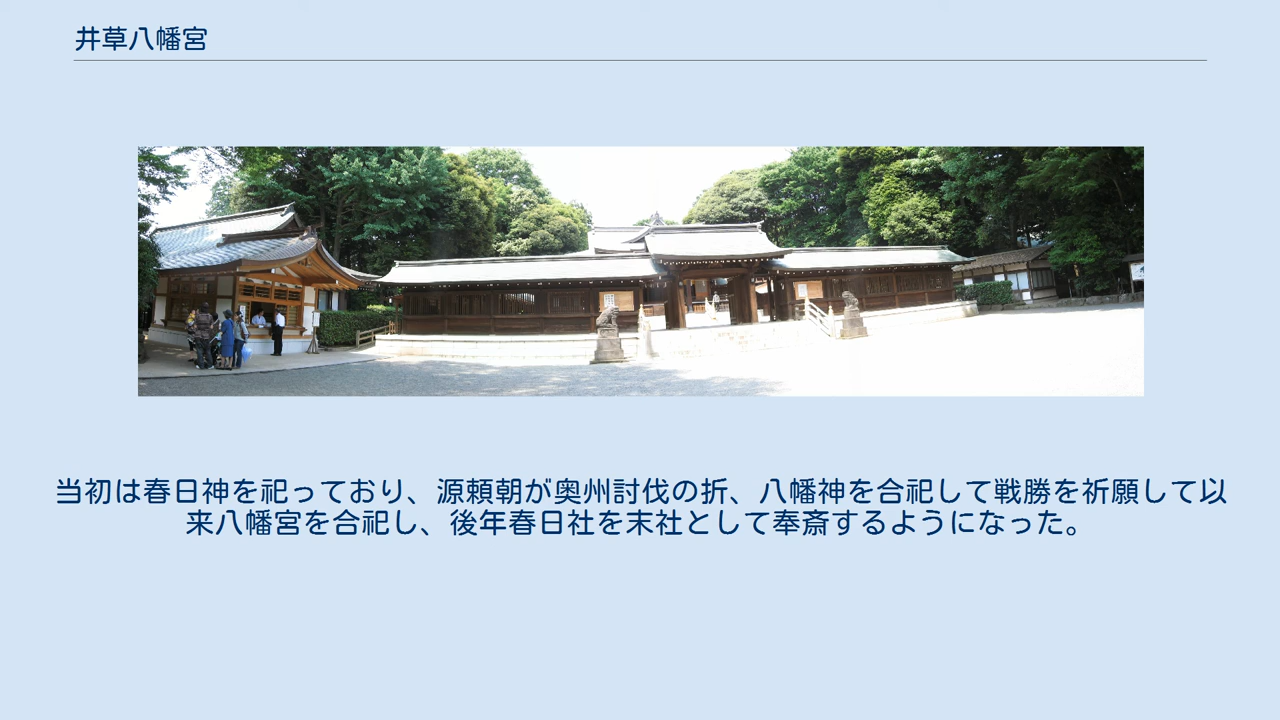 井草八幡宮
当初は春日神を祀っており、源頼朝が奥州討伐の折、八幡神を合祀して戦勝を祈願して以
来八幡宮を合祀し、後年春日社を末社として奉斎するようになった。